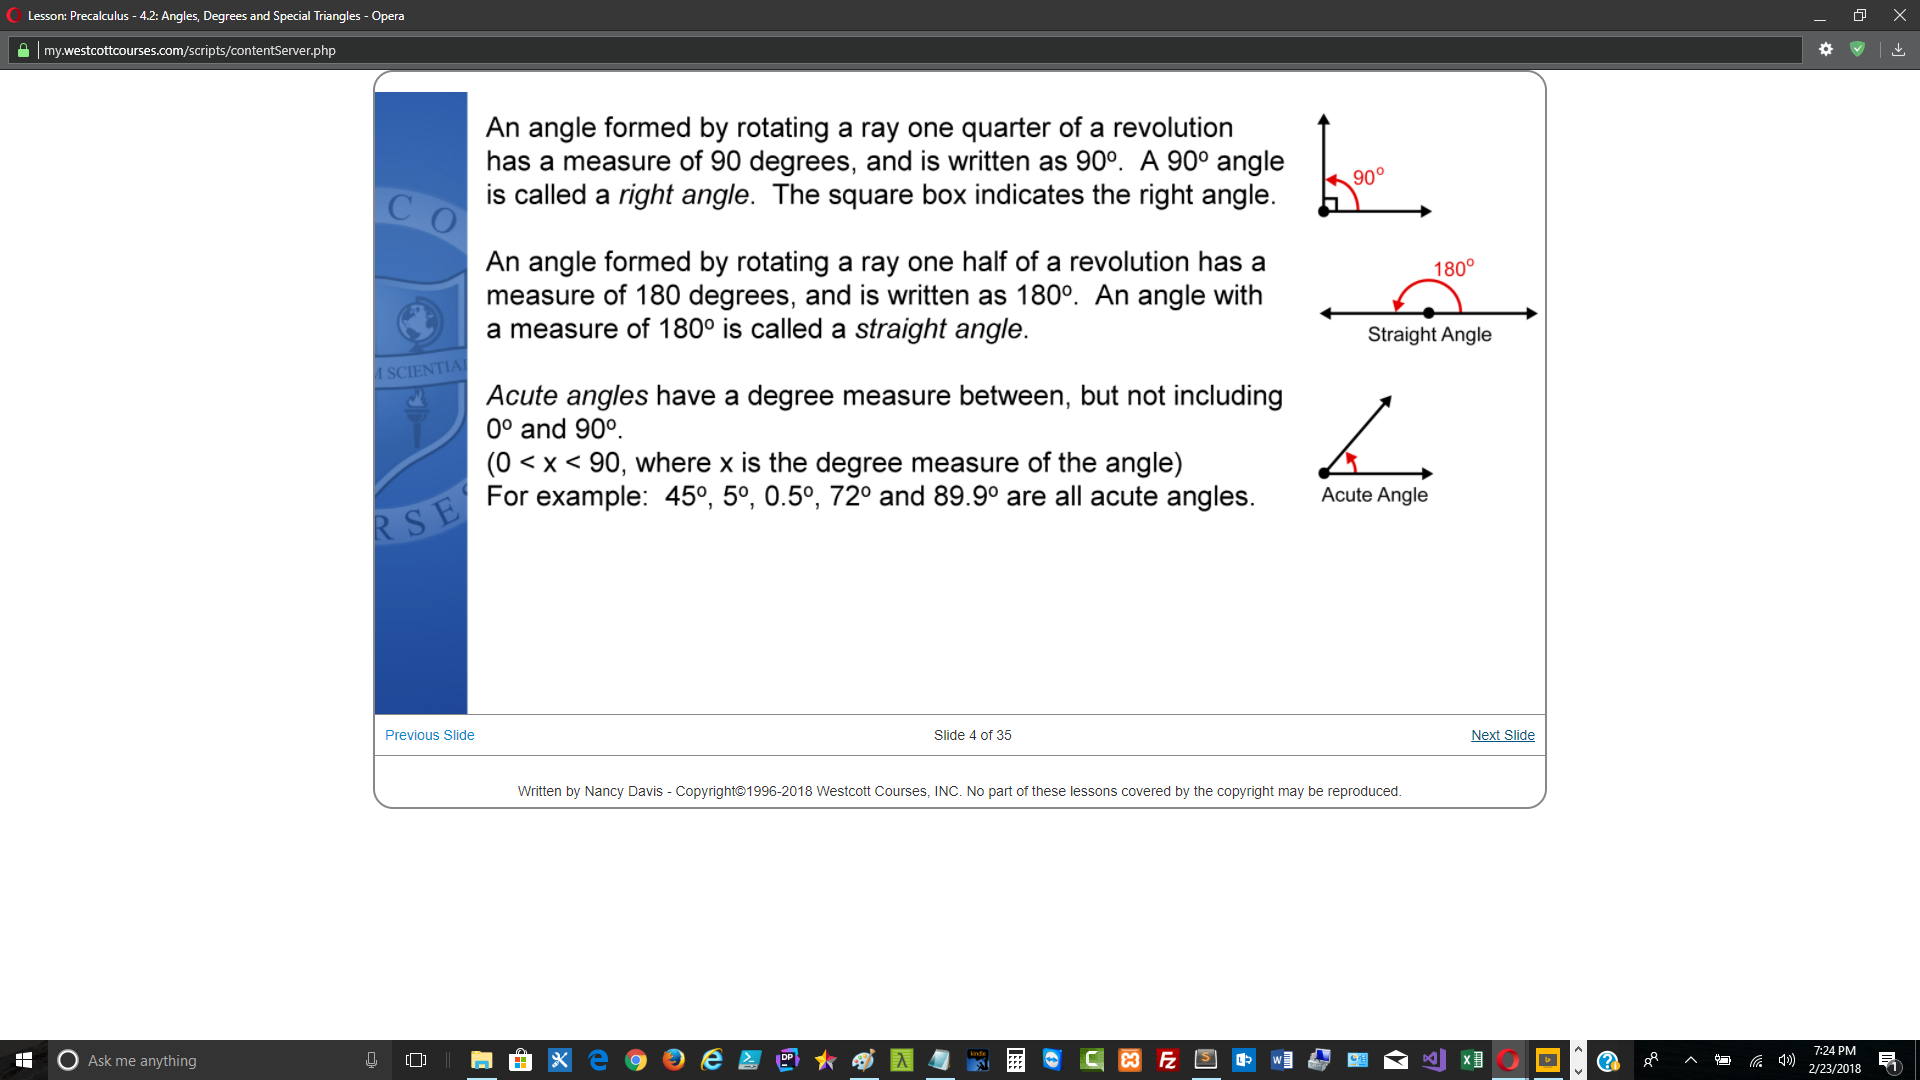 Lesson: Precalculus - 4.2: Angles, Degrees and Special Triangles - Opera
my.westcottcourses.com/scripts/contentServer.php
An angle formed by rotating a ray one quarter of a revolution
has a measure of 90 degrees, and is written as 90º.  A 90º angle
is called a right angle.  The square box indicates the right angle.
90º
An angle formed by rotating a ray one half of a revolution has a
measure of 180 degrees, and is written as 180º.  An angle with
a measure of 180º is called a straight angle.
180º
Straight Angle
Acute angles have a degree measure between, but not including
0º and 90º.
(0 < x < 90, where x is the degree measure of the angle)
For example:  45º, 5º, 0.5º, 72º and 89.9º are all acute angles.
Acute Angle
C O
M SCIENTIA
R S E S
Previous Slide
Slide 4 of 35
Next Slide
Written by Nancy Davis - Copyright©1996-2018 Westcott Courses, INC. No part of these lessons covered by the copyright may be reproduced.
Ask me anything
7:24 PM
2/23/2018